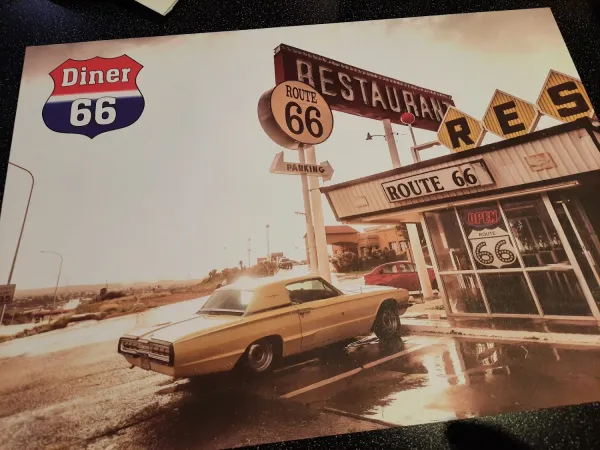 Diner
66
RESTAURANT
ROUTE
66
PARKING
RES
ROUTE 66
OPEN
ROUTE
66